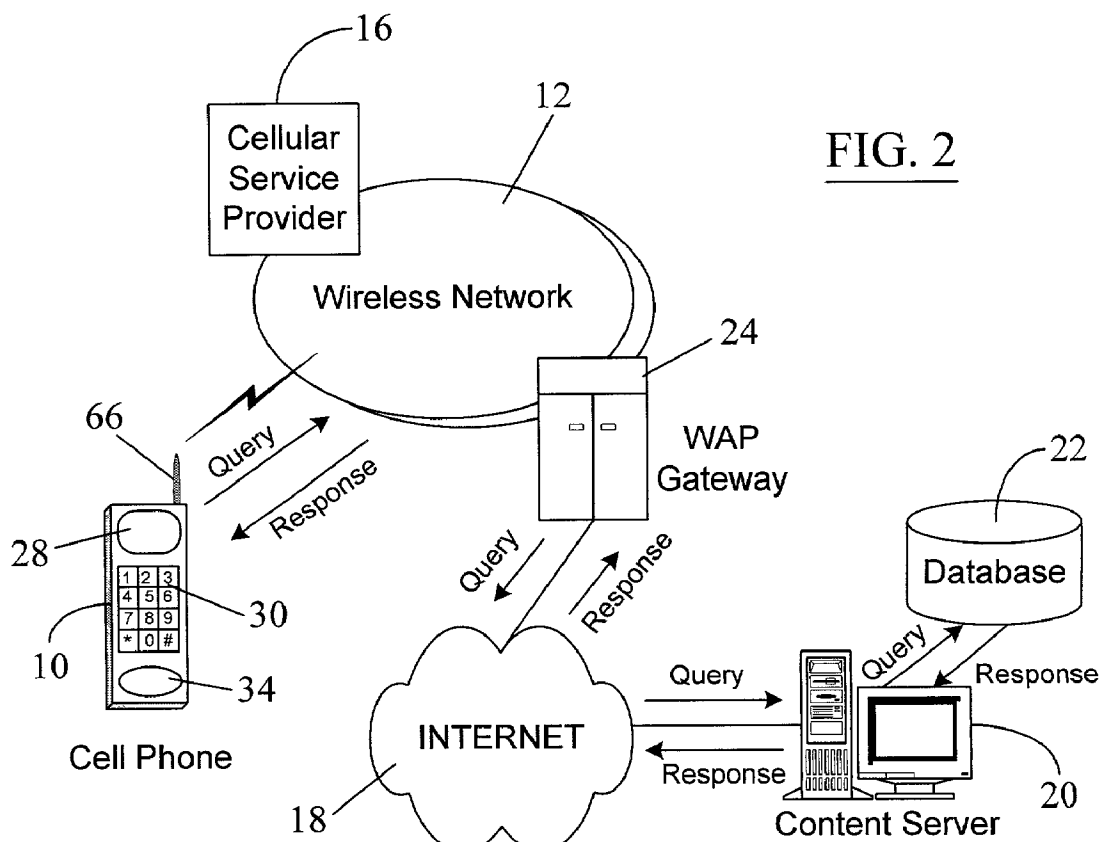 16
12
FIG. 2
Cellular
Service
Provider
Wireless Network
24
66
Query
Response
WAP
Gateway
22
28
1 2 3
4 5 6
7 8 9
* 0 #
30
10
34
Cell Phone
Query
Response
Database
INTERNET
18
Query
Response
Query
Response
20
Content Server